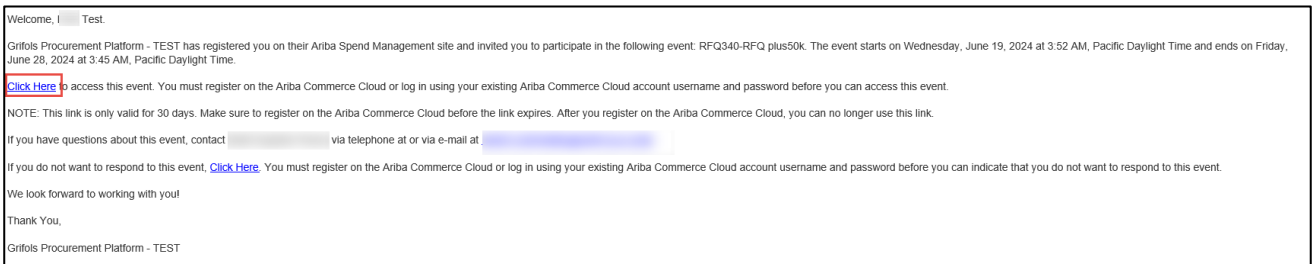 Welcome, Test.
Grifols Procurement Platform - TEST has registered you on their Ariba Spend Management site and invited you to participate in the following event: RFQ340-RFQ plus50k. The event starts on Wednesday, June 19, 2024 at 3:52 AM, Pacific Daylight Time and ends on Friday,
June 28, 2024 at 3:45 AM, Pacific Daylight Time.
Click Here to access this event. You must register on the Ariba Commerce Cloud or log in using your existing Ariba Commerce Cloud account username and password before you can access this event.
NOTE: This link is only valid for 30 days. Make sure to register on the Ariba Commerce Cloud before the link expires. After you register on the Ariba Commerce Cloud, you can no longer use this link.
If you have questions about this event, contact via telephone at or via e-mail at
If you do not want to respond to this event, Click Here. You must register on the Ariba Commerce Cloud or log in using your existing Ariba Commerce Cloud account username and password before you can indicate that you do not want to respond to this event.
We look forward to working with you!
Thank You,
Grifols Procurement Platform - TEST